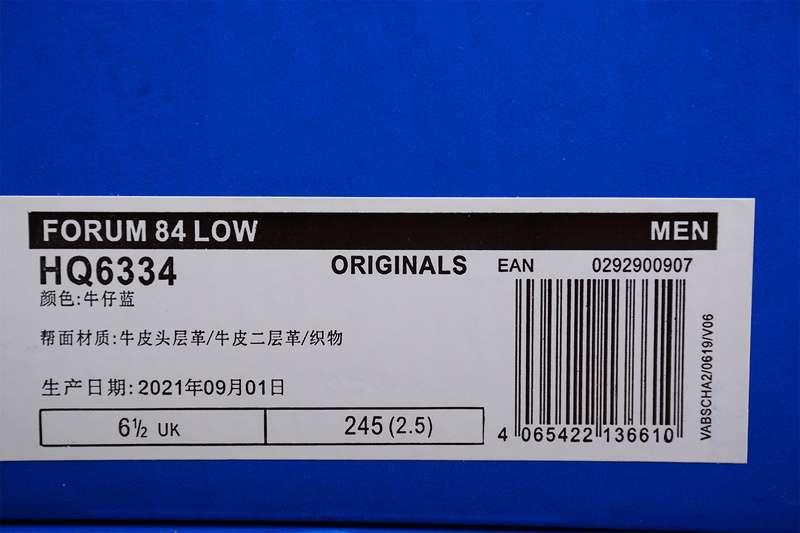 FORUM 84 LOW MEN
HQ6334 ORIGINALS EAN 0292900907
颜色:牛仔蓝
帮面材质:牛皮头层革/牛皮二层革/织物
生产日期:2021年09月01日
6½ UK 245 (2.5)
4 065422 136610
VABSCHA2/0619/V06